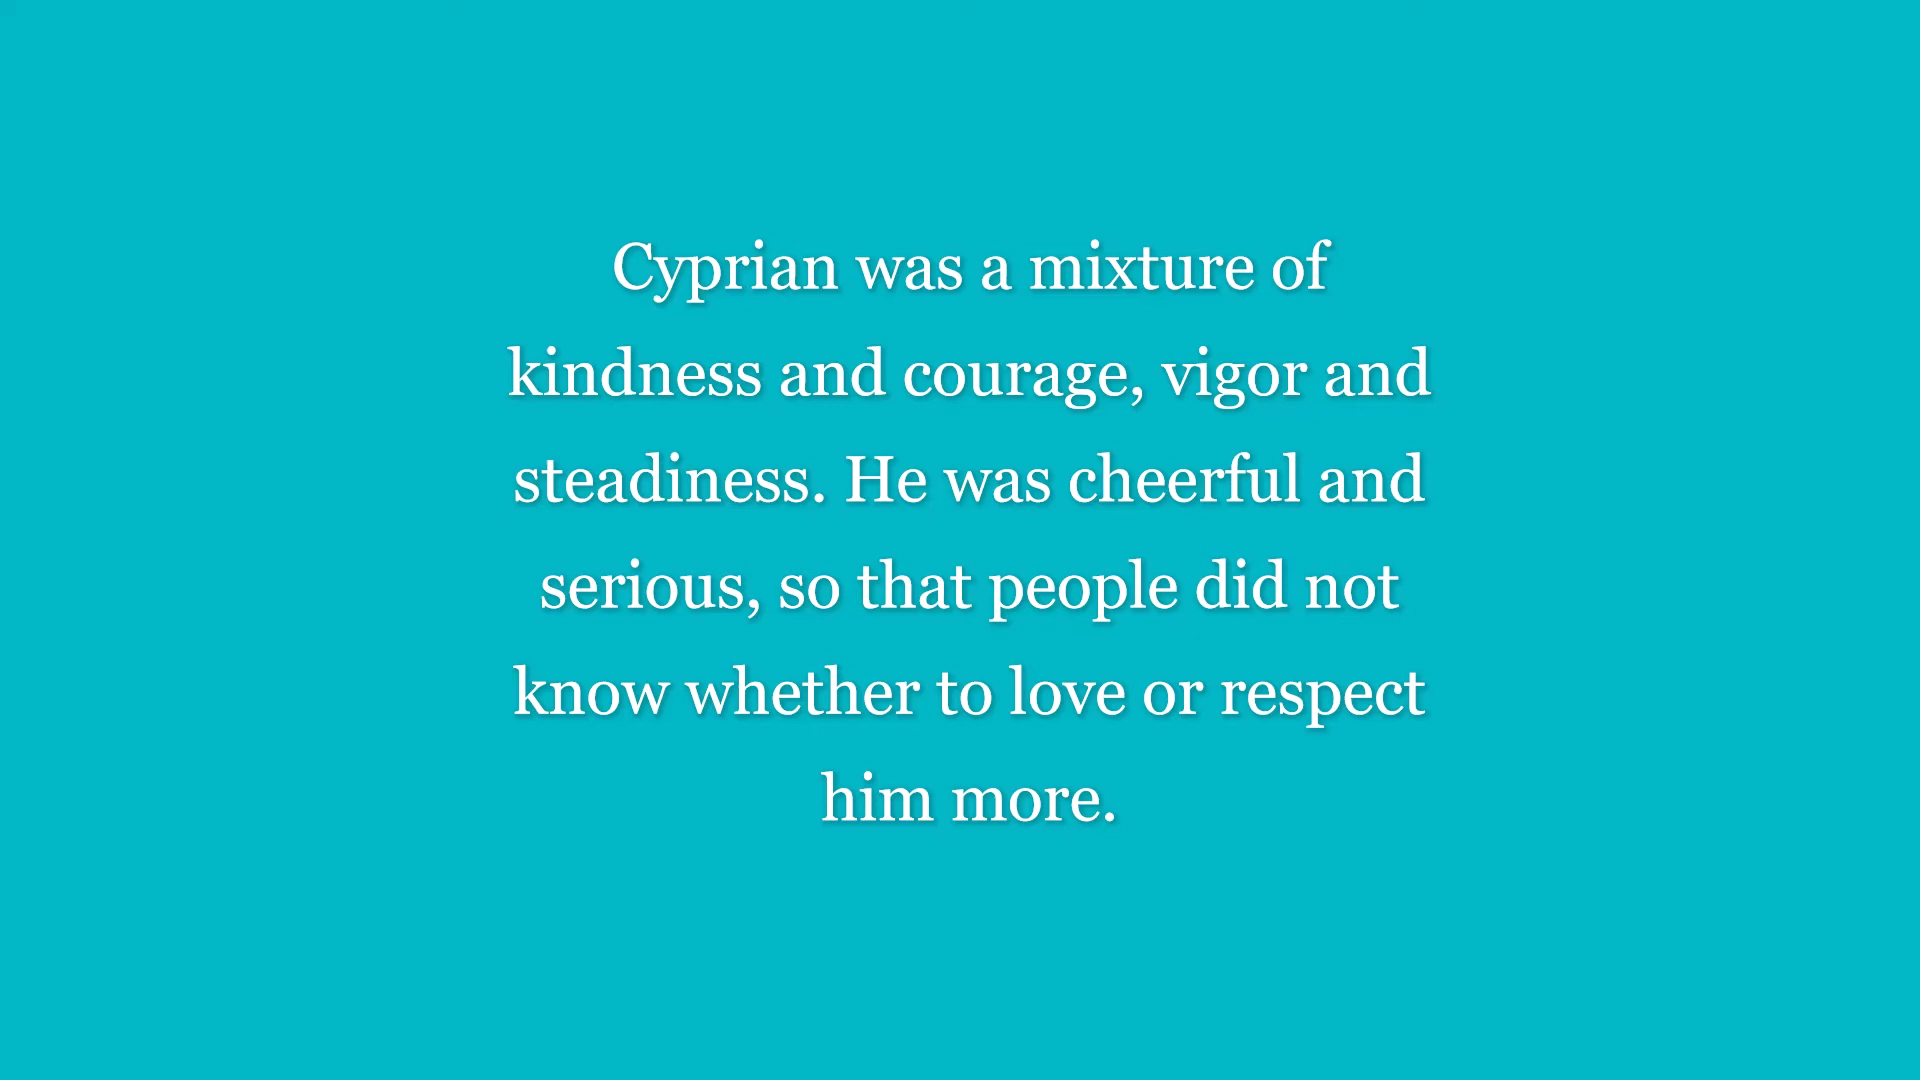 Cyprian was a mixture of
kindness and courage, vigor and
steadiness. He was cheerful and
serious, so that people did not
know whether to love or respect
him more.